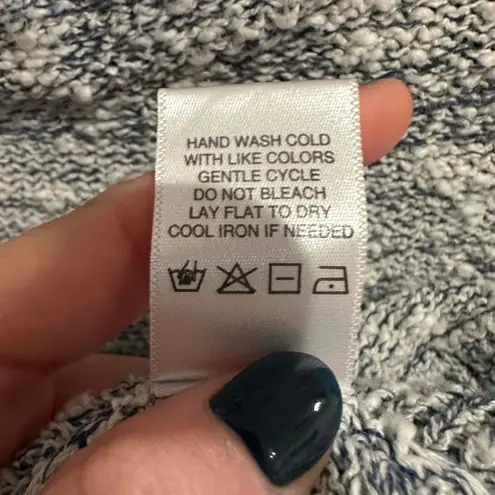 HAND WASH COLD
WITH LIKE COLORS
GENTLE CYCLE
DO NOT BLEACH
LAY FLAT TO DRY
COOL IRON IF NEEDED